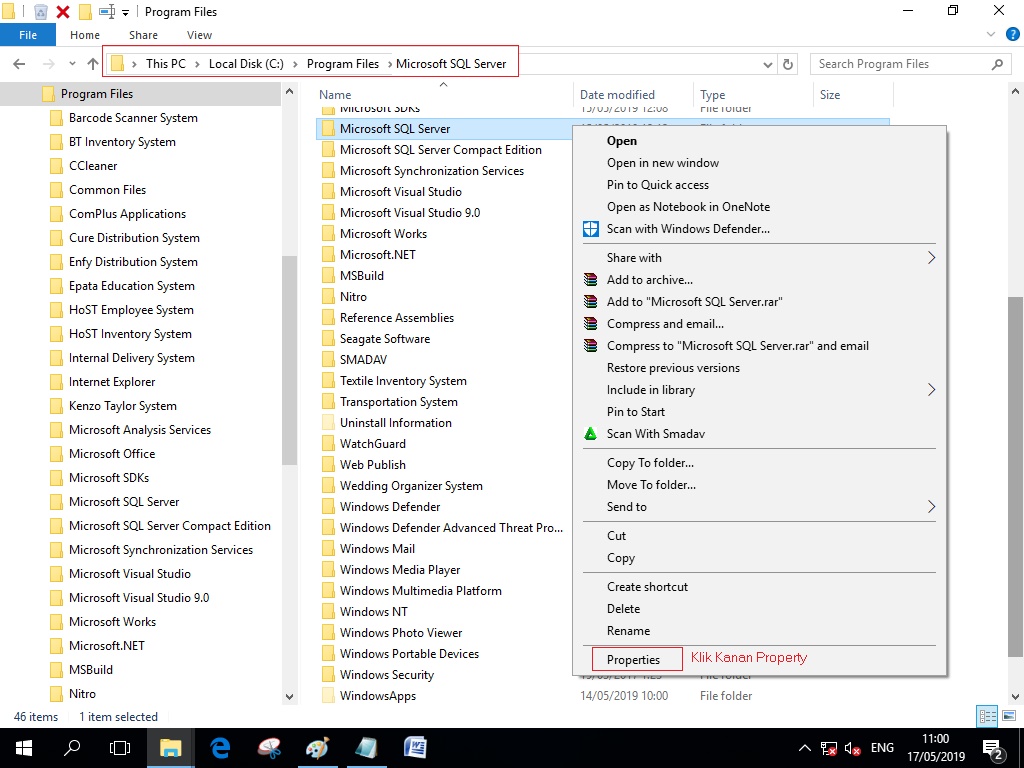 Program Files
File Home Share View
This PC Local Disk (C:) Program Files Microsoft SQL Server
Search Program Files
Program Files
Barcode Scanner System
BT Inventory System
CCleaner
Common Files
ComPlus Applications
Cure Distribution System
Enfy Distribution System
Epata Education System
HoST Employee System
HoST Inventory System
Internal Delivery System
Internet Explorer
Kenzo Taylor System
Microsoft Analysis Services
Microsoft Office
Microsoft SDKs
Microsoft SQL Server
Microsoft SQL Server Compact Edition
Microsoft Synchronization Services
Microsoft Visual Studio
Microsoft Visual Studio 9.0
Microsoft Works
Microsoft.NET
MSBuild
Nitro
Name Date modified Type Size
Microsoft SDKs 15/05/2019 12:08 File folder
Microsoft SQL Server
Microsoft SQL Server Compact Edition
Microsoft Synchronization Services
Microsoft Visual Studio
Microsoft Visual Studio 9.0
Microsoft Works
Microsoft.NET
MSBuild
Nitro
Reference Assemblies
Seagate Software
SMADAV
Textile Inventory System
Transportation System
Uninstall Information
WatchGuard
Web Publish
Wedding Organizer System
Windows Defender
Windows Defender Advanced Threat Pro...
Windows Mail
Windows Media Player
Windows Multimedia Platform
Windows NT
Windows Photo Viewer
Windows Portable Devices
Windows Security
WindowsApps 14/05/2019 10:00 File folder
Open
Open in new window
Pin to Quick access
Open as Notebook in OneNote
Scan with Windows Defender...
Share with
Add to archive...
Add to "Microsoft SQL Server.rar"
Compress and email...
Compress to "Microsoft SQL Server.rar" and email
Restore previous versions
Include in library
Pin to Start
Scan With Smadav
Copy To folder...
Move To folder...
Send to
Cut
Copy
Create shortcut
Delete
Rename
Properties
Klik Kanan Property
46 items 1 item selected
ENG
11:00
17/05/2019
2